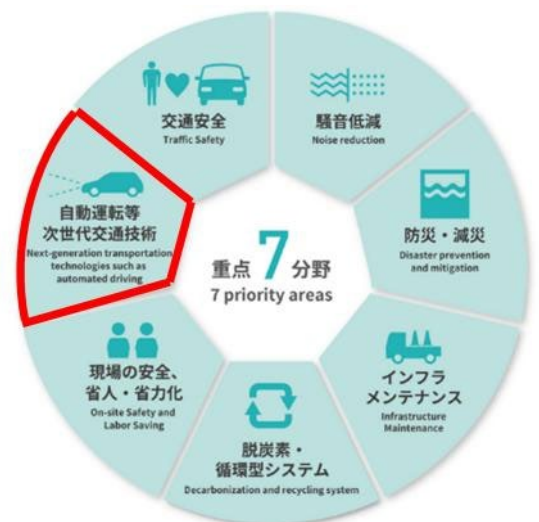 交通安全
Traffic Safety
騒音低減
Noise reduction
防災・減災
Disaster prevention
and mitigation
インフラ
メンテナンス
Infrastructure
Maintenance
脱炭素・
循環型システム
Decarbonization and recycling system
現場の安全、
省人・省力化
On-site Safety and
Labor Saving
自動運転等
次世代交通技術
Next-generation transportation
technologies such as
automated driving
重点 7 分野
7 priority areas